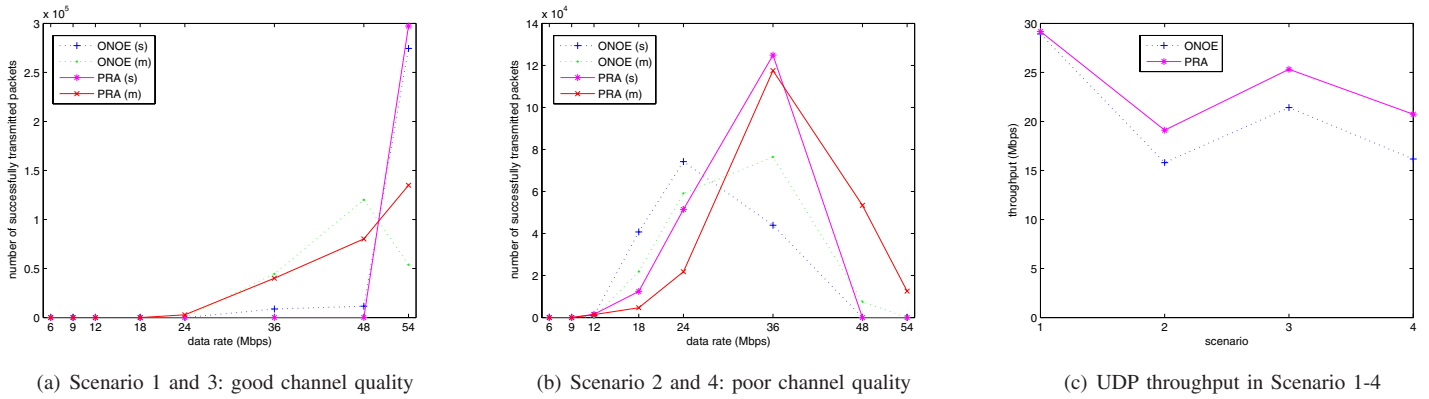 x 10^5
3
2.5
2
1.5
1
0.5
0
number of successfully transmitted packets
ONOE (s)
ONOE (m)
PRA (s)
PRA (m)
6 9 12 18 24 36 48 54
data rate (Mbps)
(a) Scenario 1 and 3: good channel quality
x 10^4
14
12
10
8
6
4
2
0
number of successfully transmitted packets
ONOE (s)
ONOE (m)
PRA (s)
PRA (m)
6 9 12 18 24 36 48 54
data rate (Mbps)
(b) Scenario 2 and 4: poor channel quality
30
25
20
15
10
5
0
throughput (Mbps)
ONOE
PRA
1 2 3 4
scenario
(c) UDP throughput in Scenario 1-4